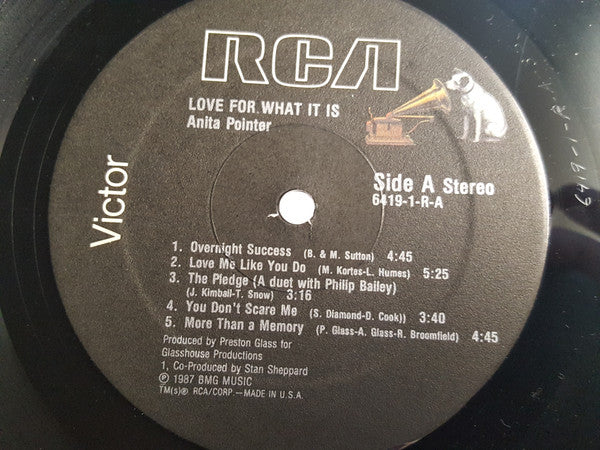 RCA
LOVE FOR WHAT IT IS
Anita Pointer
Victor
Side A Stereo
6419-1-R-A
1. Overnight Success (B. & M. Sutton) 4:45
2. Love Me Like You Do (M. Kortes-L. Humes) 5:25
3. The Pledge (A duet with Philip Bailey)
(J. Kimball-T. Snow) 3:16
4. You Don't Scare Me (S. Diamond-D. Cook)) 3:40
5. More Than a Memory (P. Glass-A. Glass-R. Broomfield) 4:45
Produced by Preston Glass for
Glasshouse Productions
1, Co-Produced by Stan Sheppard
℗ 1987 BMG MUSIC
TM(s)® RCA/CORP.—MADE IN U.S.A.
6419-1-R